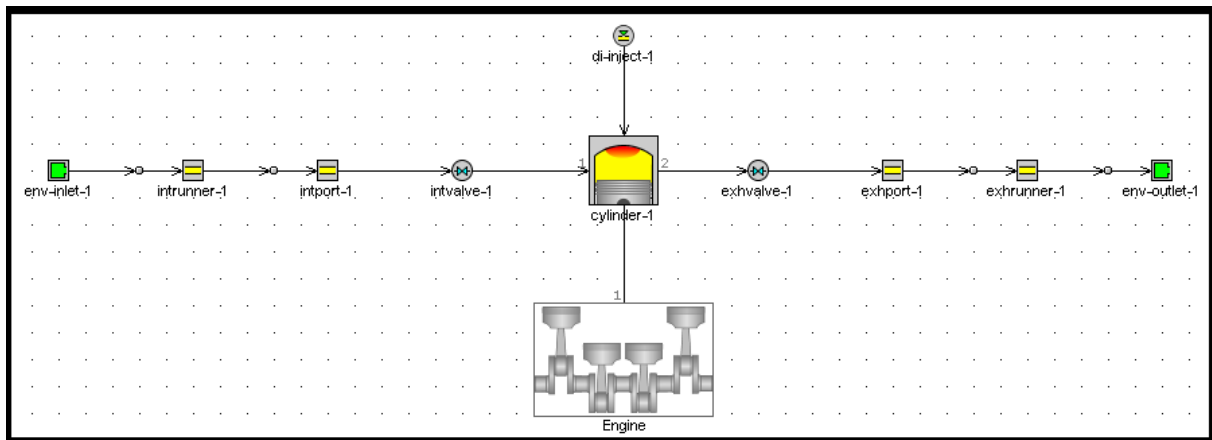 di-inject-1
1
2
env-inlet-1
intrunner-1
intport-1
intvalve-1
exhvalve-1
exhport-1
exhrunner-1
env-outlet-1
cylinder-1
1
Engine